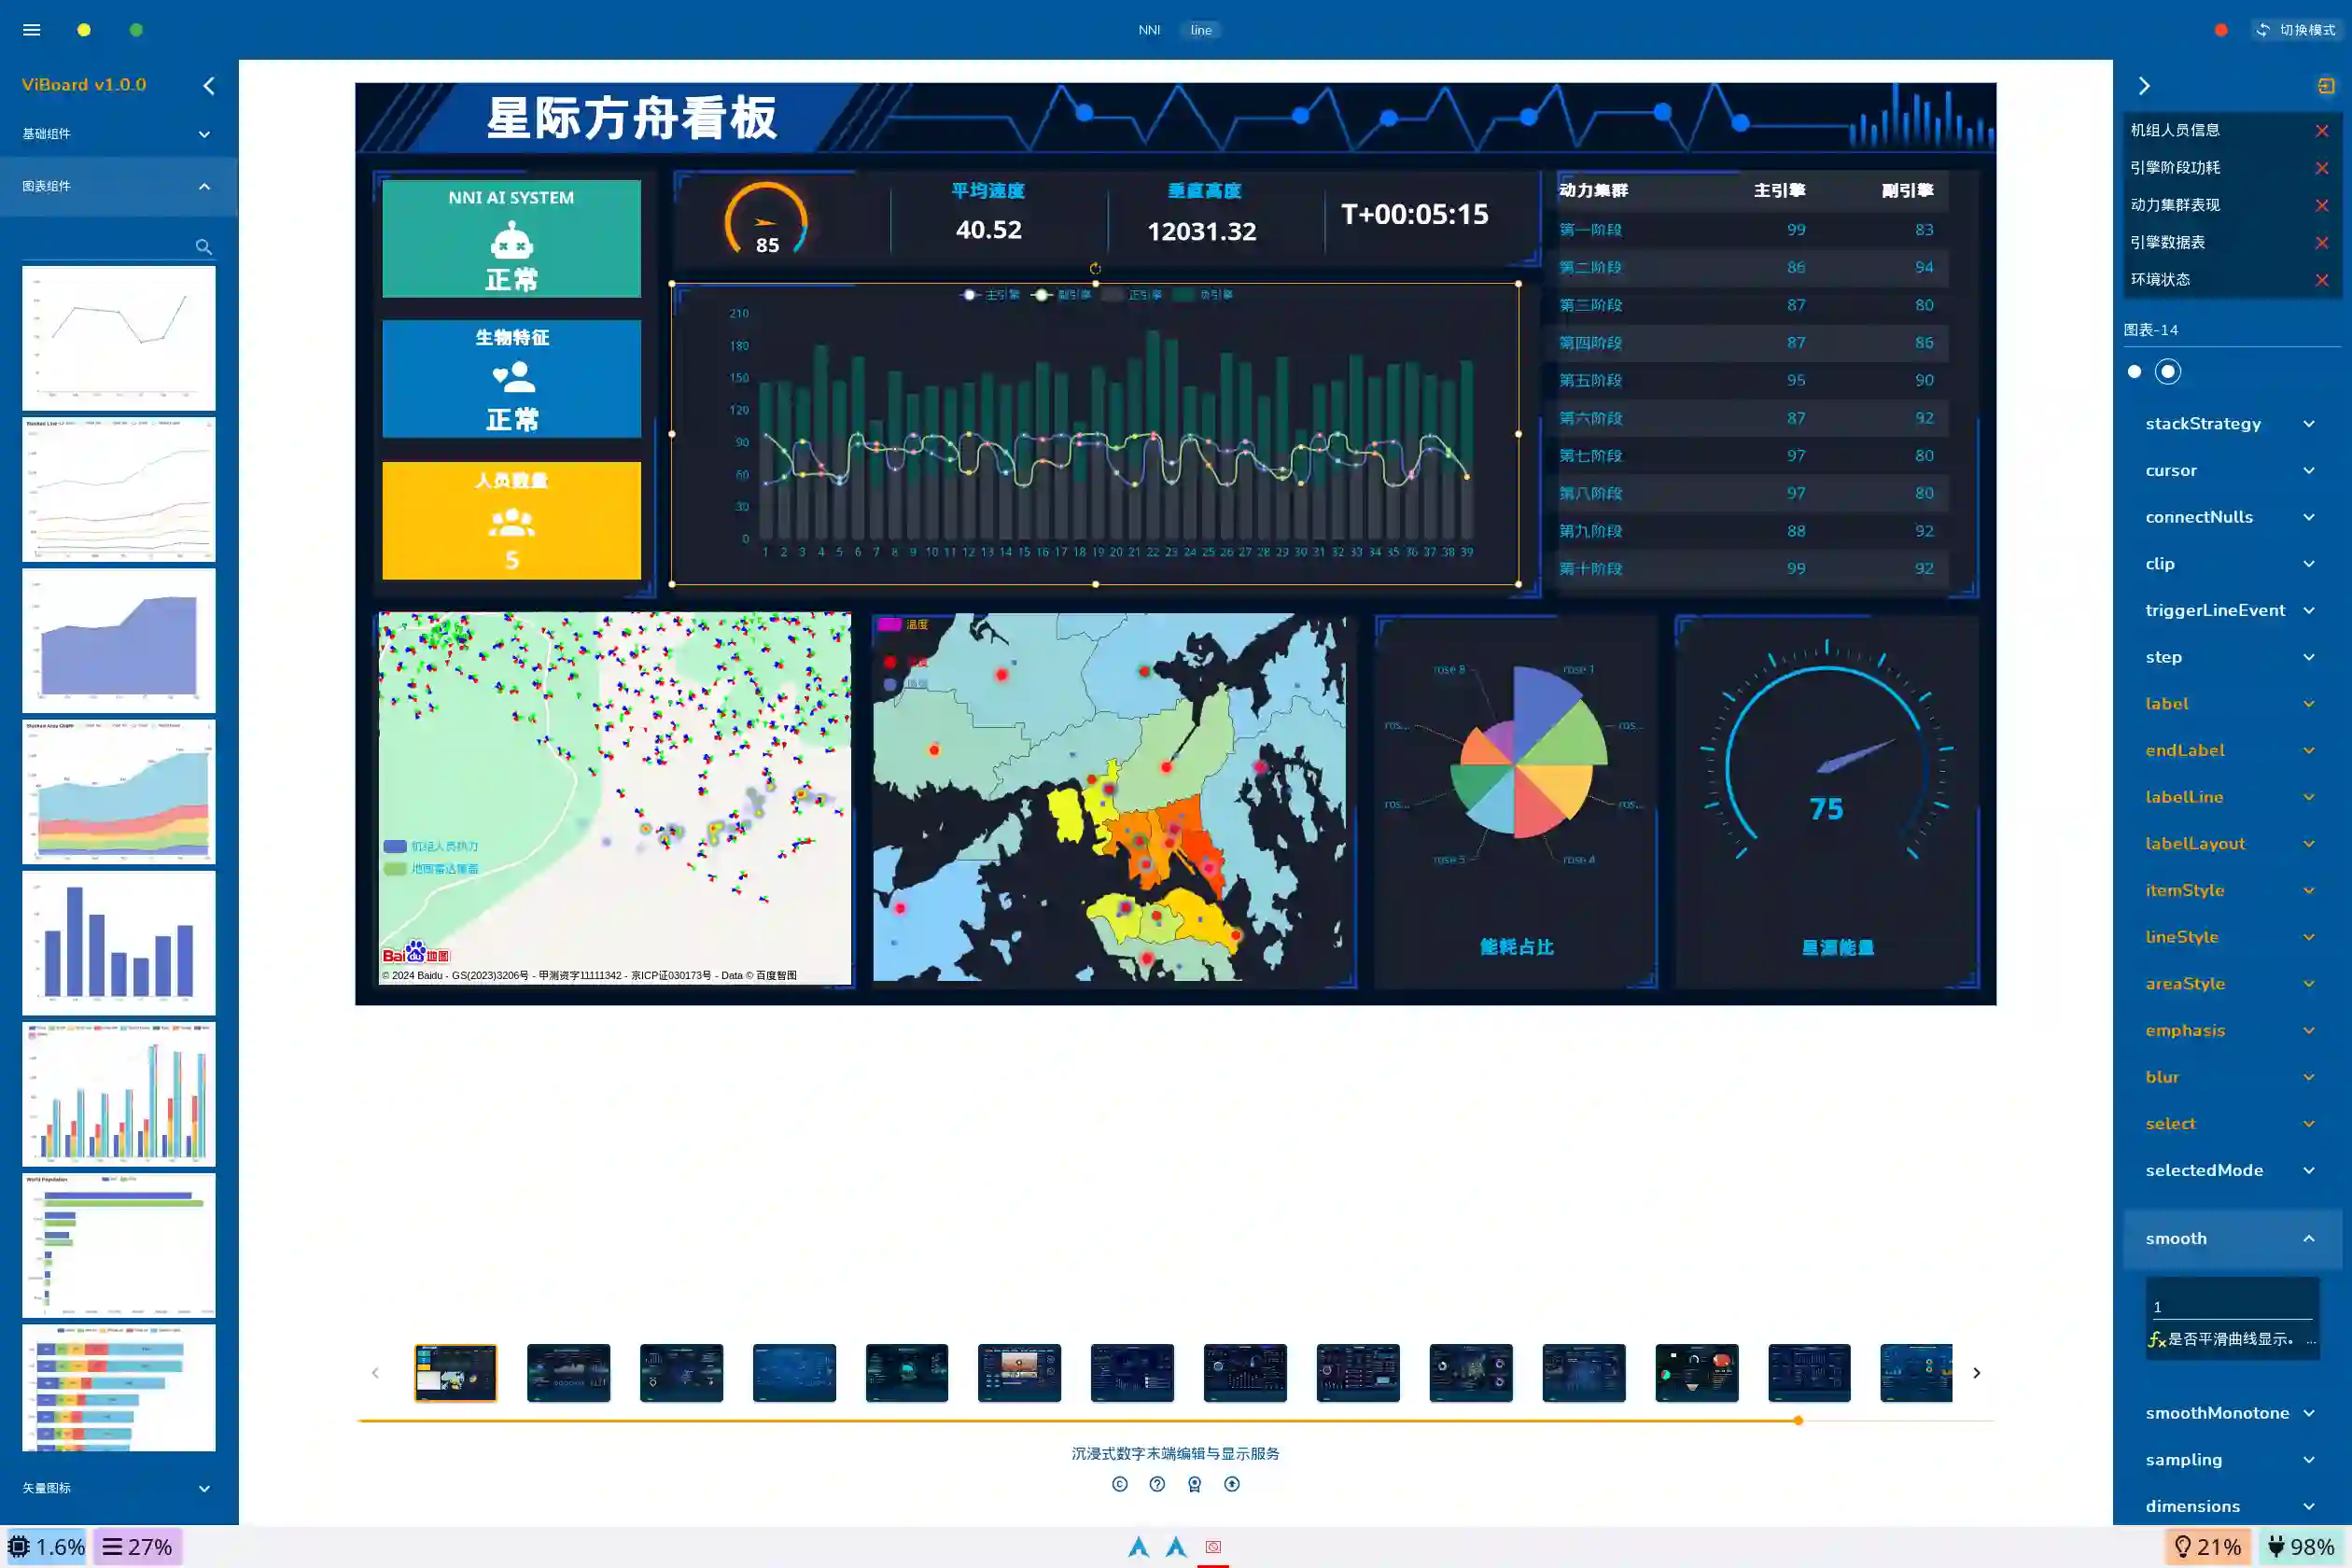 NNI line
切换模式
ViBoard v1.0.0
基础组件
图表组件
矢量图标
星际方舟看板
NNI AI SYSTEM
正常
生物特征
正常
人员数量
5
85
平均速度
40.52
垂直高度
12031.32
T+00:05:15
主引擎 副引擎 正引擎 负引擎
210
180
150
120
90
60
30
0
1 2 3 4 5 6 7 8 9 10 11 12 13 14 15 16 17 18 19 20 21 22 23 24 25 26 27 28 29 30 31 32 33 34 35 36 37 38 39
动力集群 主引擎 副引擎
第一阶段 99 83
第二阶段 86 94
第三阶段 87 80
第四阶段 87 86
第五阶段 95 90
第六阶段 87 92
第七阶段 97 80
第八阶段 97 80
第九阶段 88 92
第十阶段 99 92
机组人员热力
地面雷达覆盖
Baidu地图
© 2024 Baidu - GS(2023)3206号 - 甲测资字11111342 - 京ICP证030173号 - Data © 百度智图
温度
rose 8 rose 1
ros... ros...
ros... ros...
rose 5 rose 4
能耗占比
75
星源能量
沉浸式数字末端编辑与显示服务
机组人员信息
引擎阶段功耗
动力集群表现
引擎数据表
环境状态
图表-14
stackStrategy
cursor
connectNulls
clip
triggerLineEvent
step
label
endLabel
labelLine
labelLayout
itemStyle
lineStyle
areaStyle
emphasis
blur
select
selectedMode
smooth
1
fx是否平滑曲线显示。 ...
smoothMonotone
sampling
dimensions
1.6% 27%
21% 98%